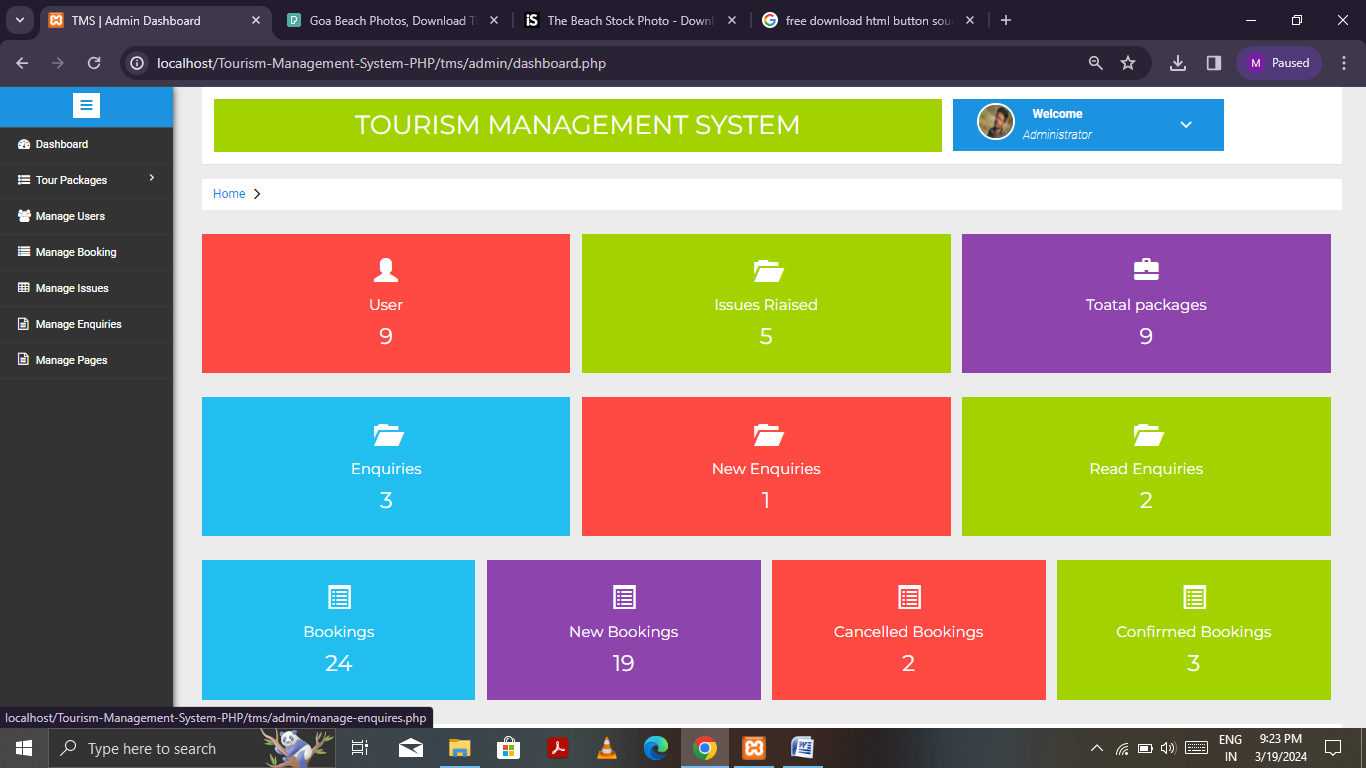 TMS | Admin Dashboard
Goa Beach Photos, Download T
iS
The Beach Stock Photo - Downl
free download html button sou
localhost/Tourism-Management-System-PHP/tms/admin/dashboard.php
M Paused
TOURISM MANAGEMENT SYSTEM
Welcome
Administrator
Dashboard
Tour Packages
Manage Users
Manage Booking
Manage Issues
Manage Enquiries
Manage Pages
Home
User
9
Issues Riaised
5
Toatal packages
9
Enquiries
3
New Enquiries
1
Read Enquiries
2
Bookings
24
New Bookings
19
Cancelled Bookings
2
Confirmed Bookings
3
localhost/Tourism-Management-System-PHP/tms/admin/manage-enquires.php
Type here to search
ENG
IN
9:23 PM
3/19/2024